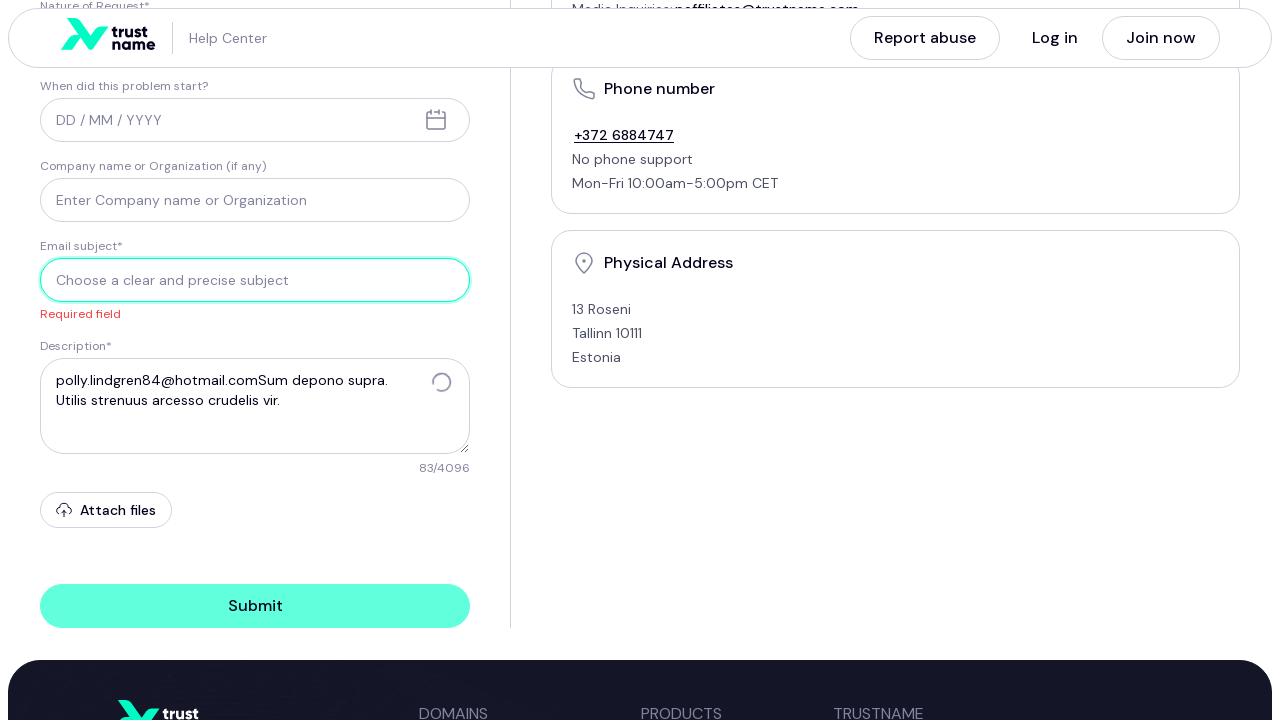 Nature of Request*
Media Inquiries: paffiliates@trustname.com
trust
name
Help Center
Report abuse
Log in
Join now
When did this problem start?
DD / MM / YYYY
Company name or Organization (if any)
Enter Company name or Organization
Email subject*
Choose a clear and precise subject
Required field
Description*
polly.lindgren84@hotmail.comSum depono supra.
Utilis strenuus arcesso crudelis vir.
83/4096
Attach files
Submit
Phone number
+372 6884747
No phone support
Mon-Fri 10:00am-5:00pm CET
Physical Address
13 Roseni
Tallinn 10111
Estonia
trust
DOMAINS
PRODUCTS
TRUSTNAME